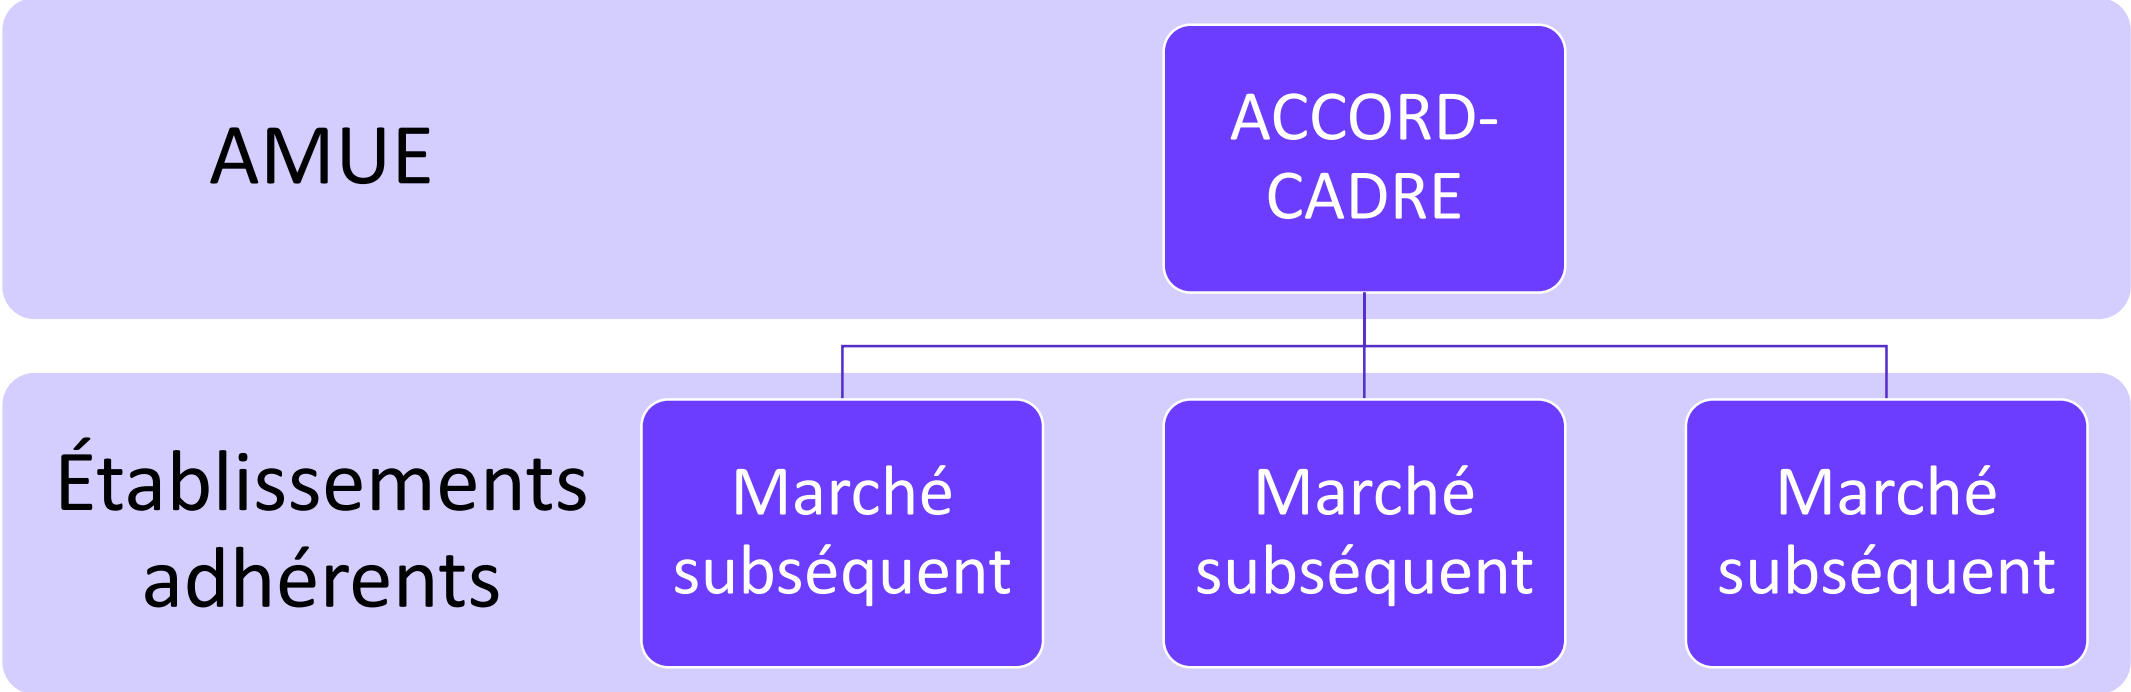 AMUE
ACCORD-
CADRE
Établissements
adhérents
Marché
subséquent
Marché
subséquent
Marché
subséquent